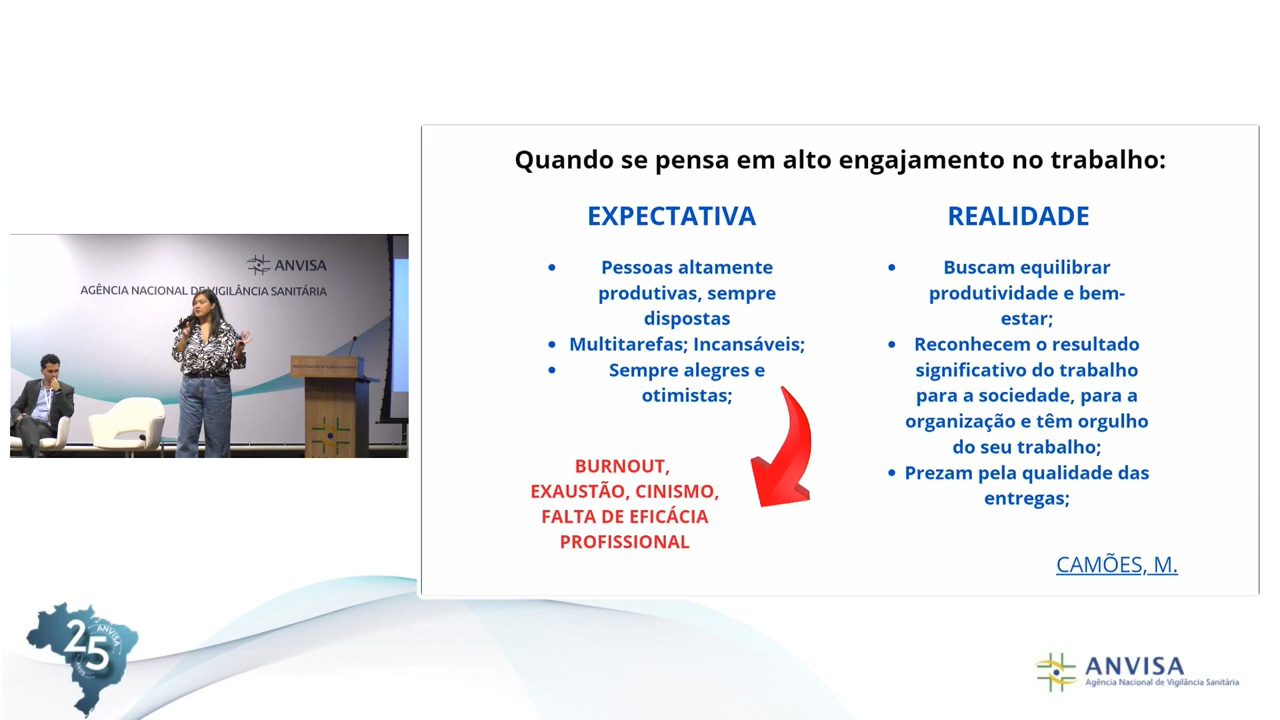 Quando se pensa em alto engajamento no trabalho:
EXPECTATIVA
• Pessoas altamente
produtivas, sempre
dispostas
• Multitarefas; Incansáveis;
• Sempre alegres e
otimistas;
BURNOUT,
EXAUSTÃO, CINISMO,
FALTA DE EFICÁCIA
PROFISSIONAL
REALIDADE
• Buscam equilibrar
produtividade e bem-
estar;
• Reconhecem o resultado
significativo do trabalho
para a sociedade, para a
organização e têm orgulho
do seu trabalho;
• Prezam pela qualidade das
entregas;
CAMÕES, M.
ANVISA
AGÊNCIA NACIONAL DE VIGILÂNCIA SANITÁRIA
25
ANVISA
ANVISA
Agência Nacional de Vigilância Sanitária